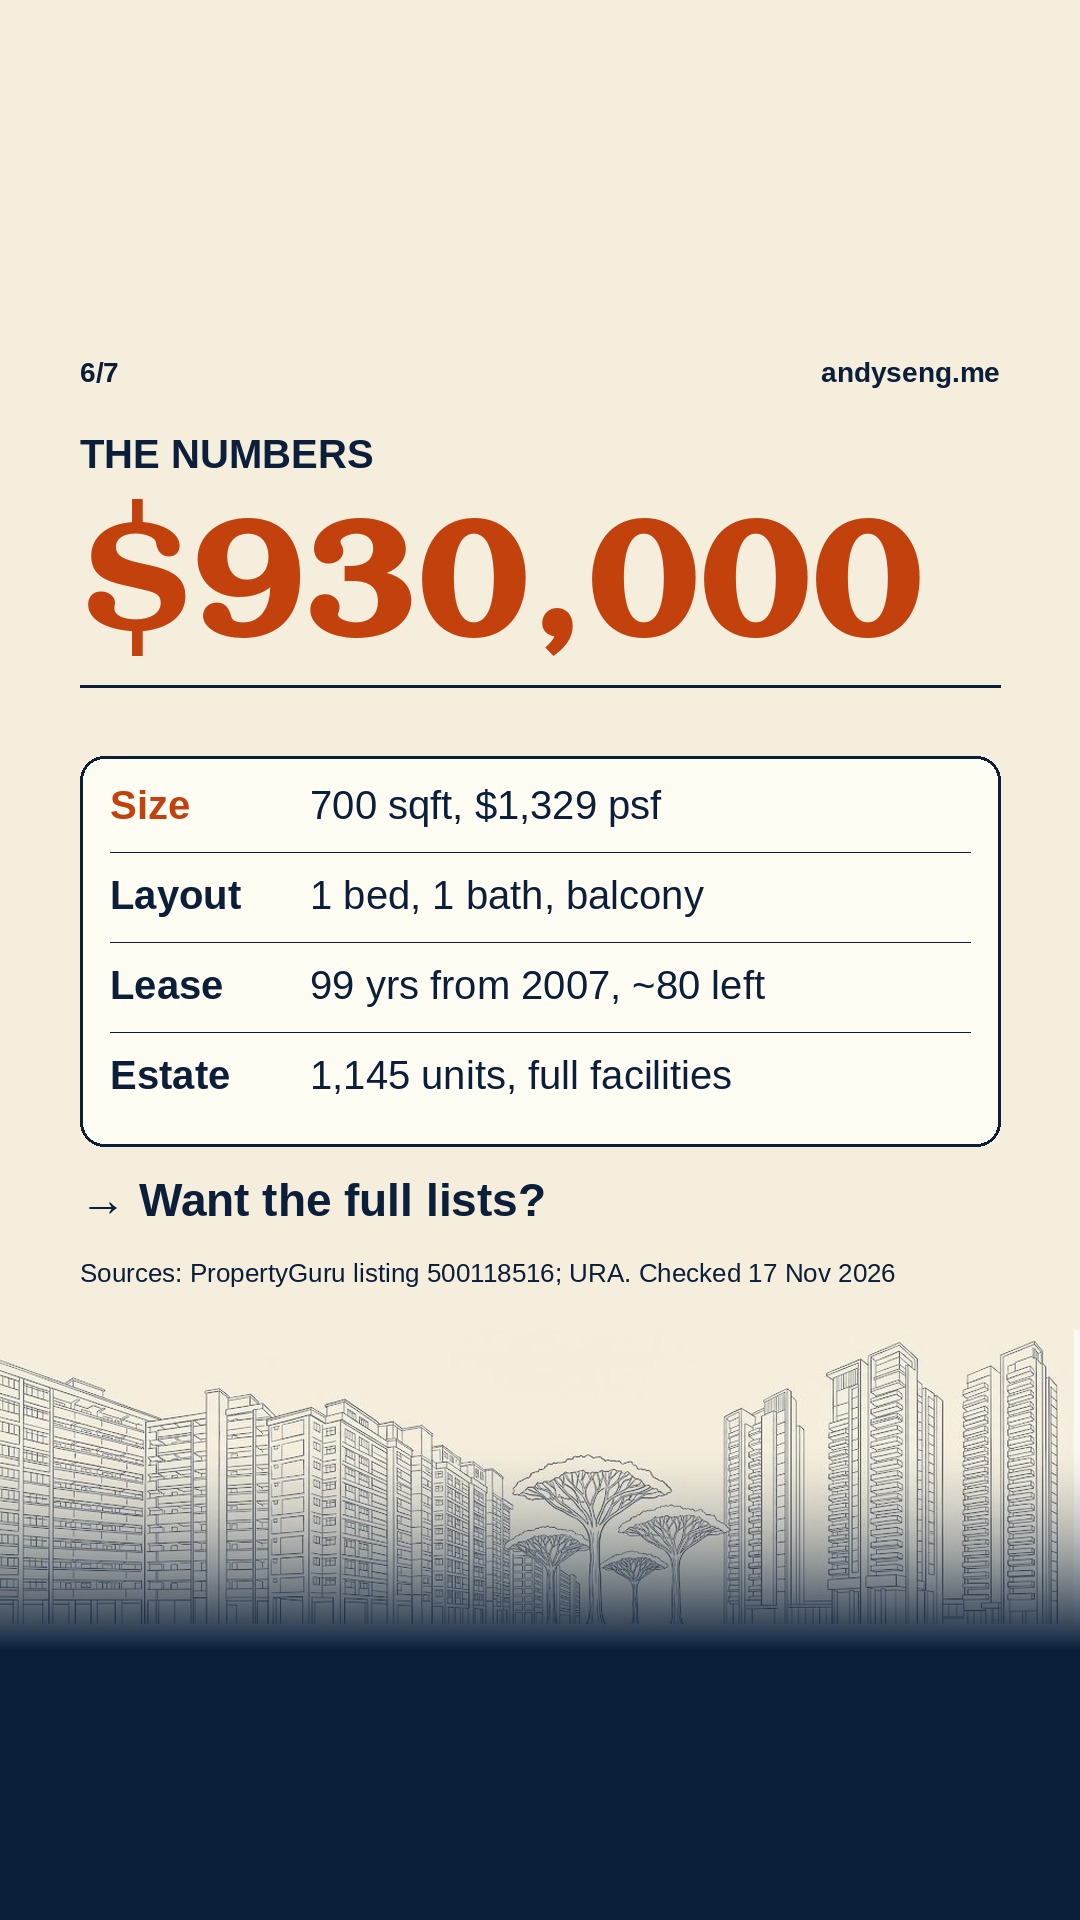 6/7
andyseng.me
THE NUMBERS
$930,000
Size 700 sqft, $1,329 psf
Layout 1 bed, 1 bath, balcony
Lease 99 yrs from 2007, ~80 left
Estate 1,145 units, full facilities
→ Want the full lists?
Sources: PropertyGuru listing 500118516; URA. Checked 17 Nov 2026